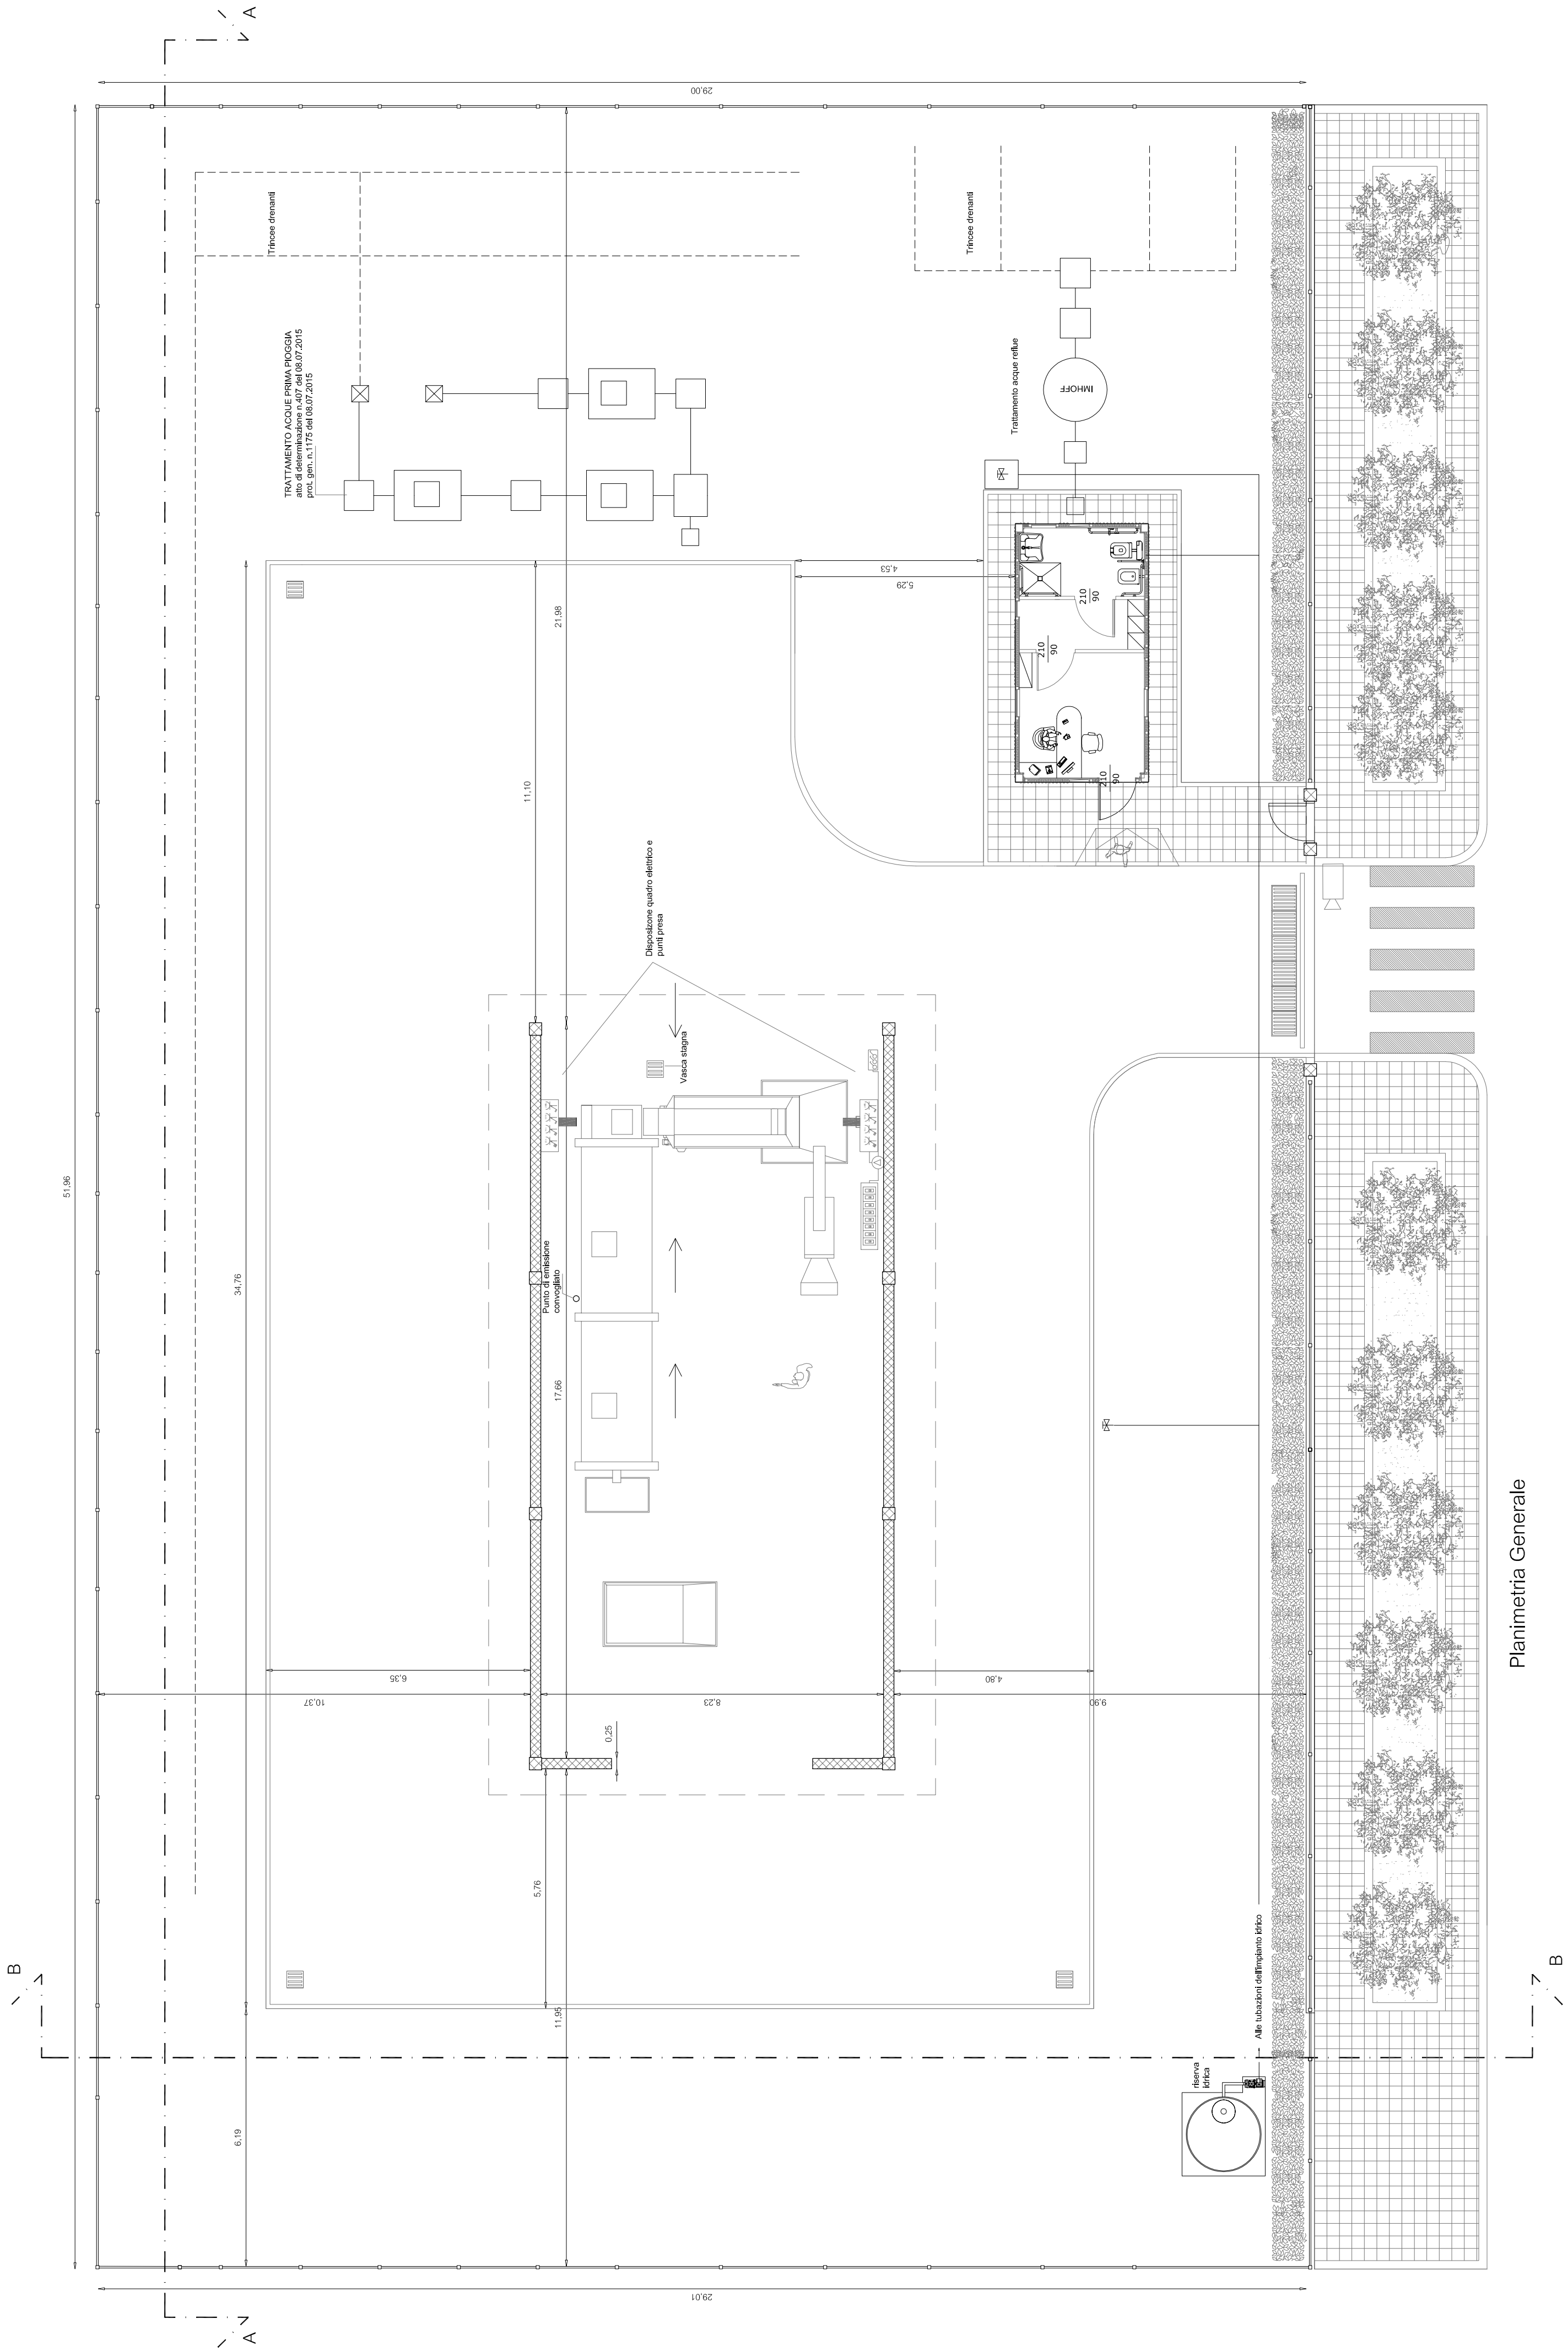 A
29,00
Trincee drenanti
Trincee drenanti
TRATTAMENTO ACQUE PRIMA PIOGGIA
atto di determinazione n.407 del 08.07.2015
prot. gen. n.1175 del 08.07.2015
Trattamento acque reflue
IMHOFF
4,53
5,29
210
90
210
90
210
90
21,98
11,10
Disposizone quadro elettrico e
punti presa
Vasca stagna
51,96
34,76
Punto di emissione
convogliato
17,66
6,35
10,37
8,23
4,80
9,90
0,25
5,76
11,95
6,19
Alle tubazioni dell'impianto idrico
riserva
idrica
B
B
29,01
A
Planimetria Generale